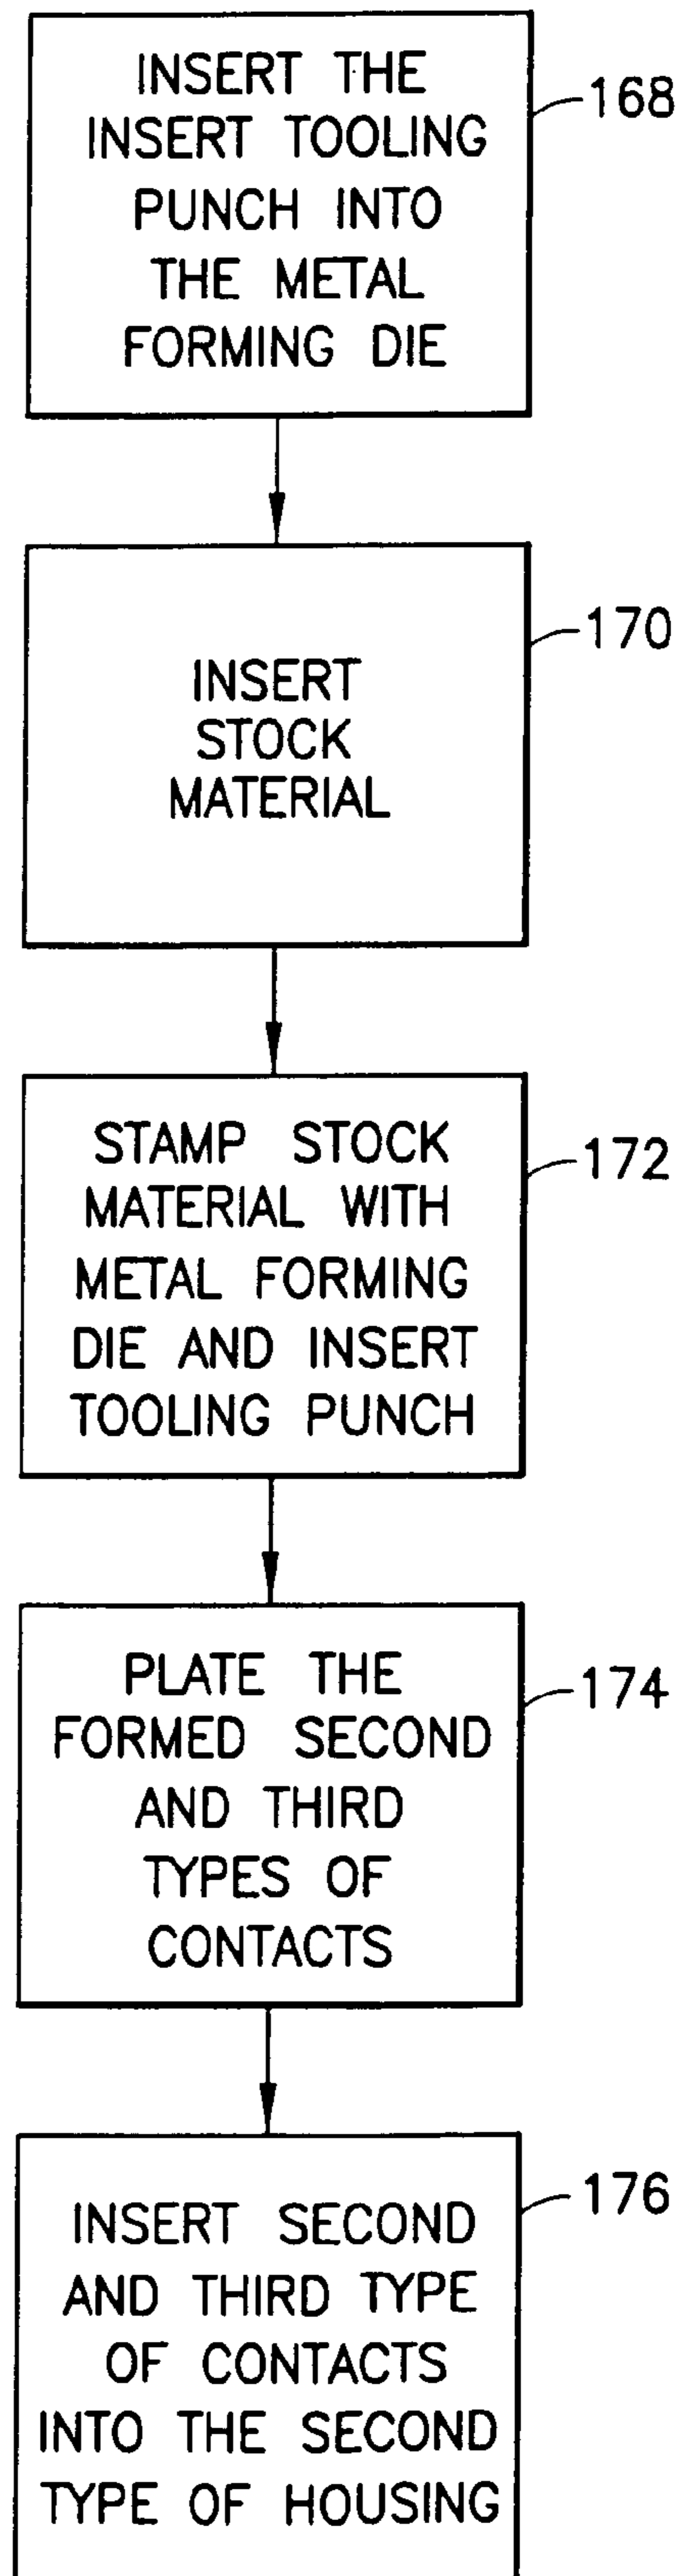 INSERT THE
INSERT TOOLING
PUNCH INTO
THE METAL
FORMING DIE
168
INSERT
STOCK
MATERIAL
170
STAMP STOCK
MATERIAL WITH
METAL FORMING
DIE AND INSERT
TOOLING PUNCH
172
PLATE THE
FORMED SECOND
AND THIRD
TYPES OF
CONTACTS
174
INSERT SECOND
AND THIRD TYPE
OF CONTACTS
INTO THE SECOND
TYPE OF HOUSING
176